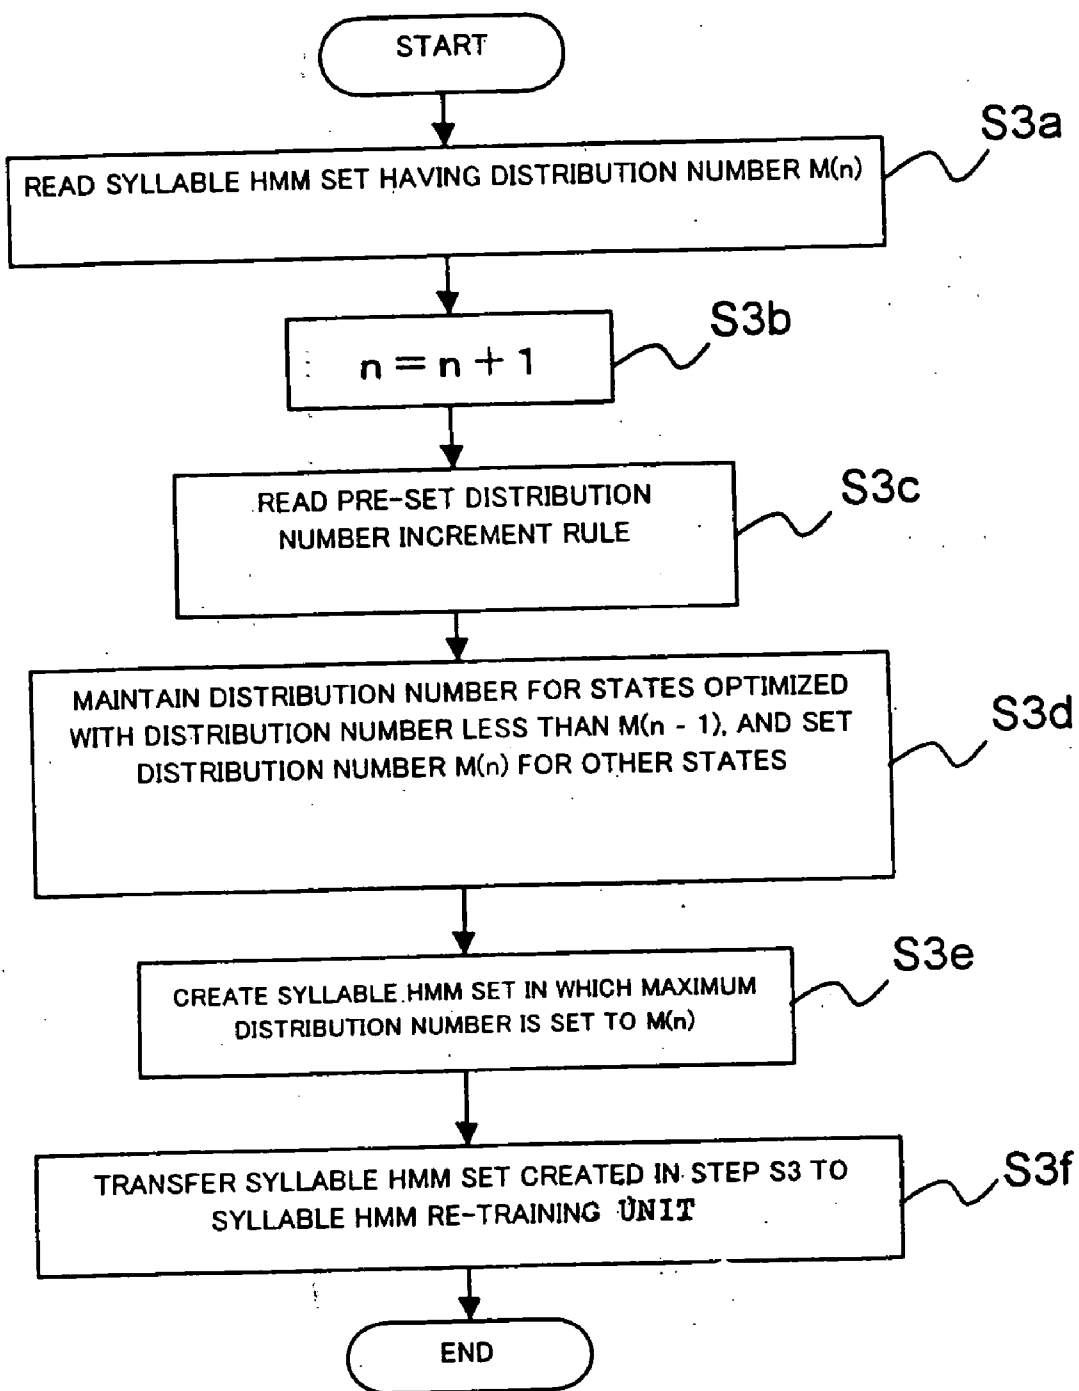 START
S3a
READ SYLLABLE HMM SET HAVING DISTRIBUTION NUMBER M(n)
S3b
n = n + 1
S3c
READ PRE-SET DISTRIBUTION
NUMBER INCREMENT RULE
S3d
MAINTAIN DISTRIBUTION NUMBER FOR STATES OPTIMIZED
WITH DISTRIBUTION NUMBER LESS THAN M(n - 1), AND SET
DISTRIBUTION NUMBER M(n) FOR OTHER STATES
S3e
CREATE SYLLABLE HMM SET IN WHICH MAXIMUM
DISTRIBUTION NUMBER IS SET TO M(n)
S3f
TRANSFER SYLLABLE HMM SET CREATED IN STEP S3 TO
SYLLABLE HMM RE-TRAINING UNIT
END